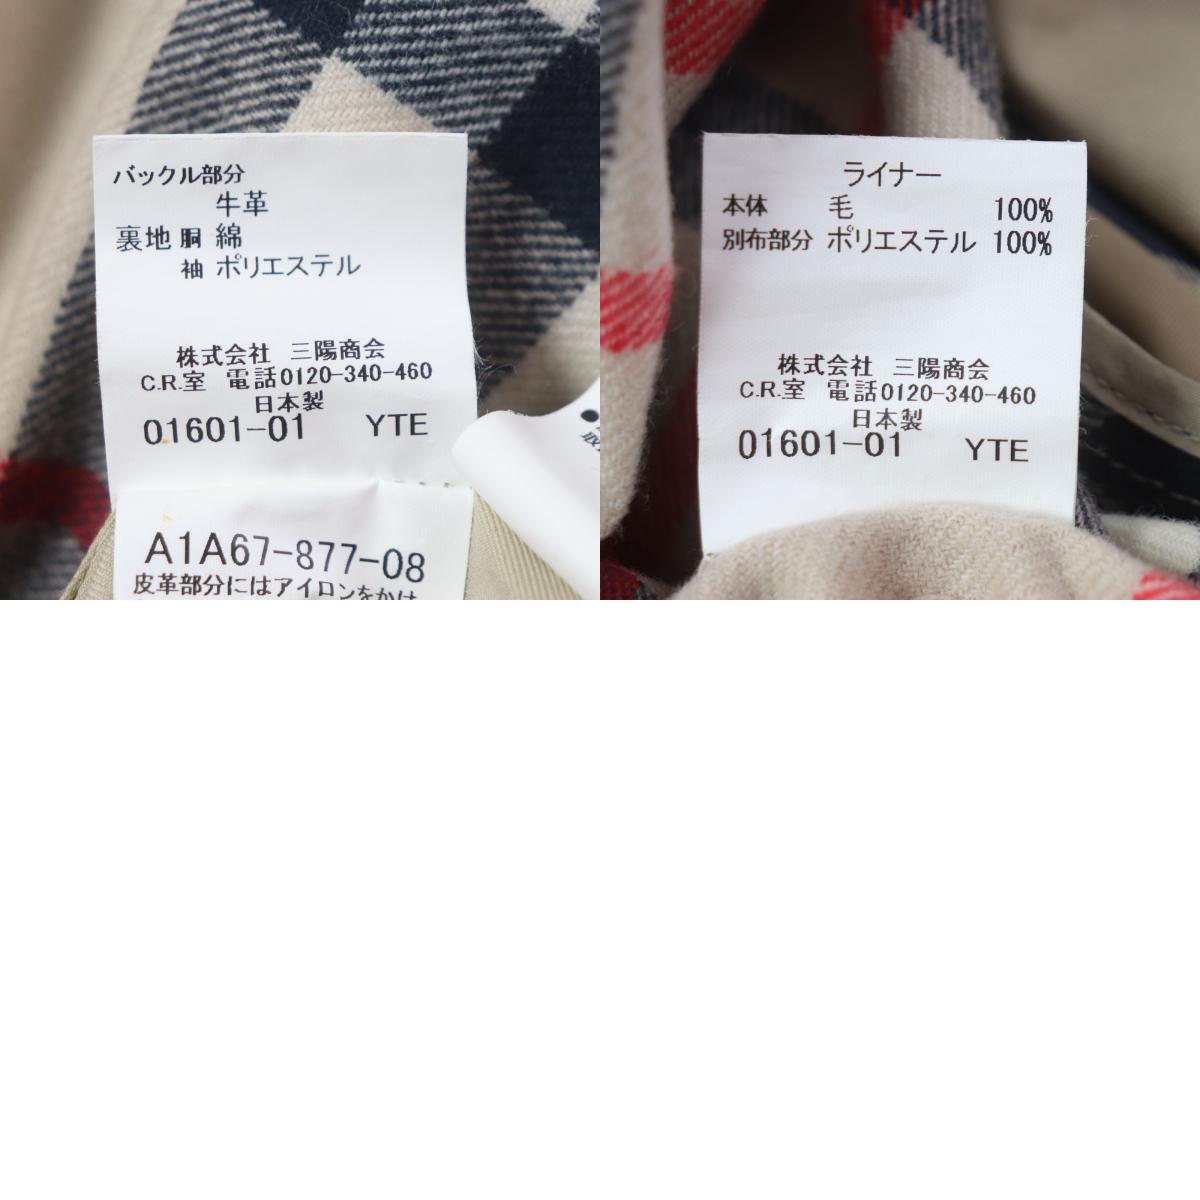 バックル部分
牛革
裏地 胴 綿
袖 ポリエステル
株式会社 三陽商会
C.R.室 電話0120-340-460
日本製
01601-01 YTE
A1A67-877-08
皮革部分にはアイロンをかけ
ライナー
本体 毛 100%
別布部分 ポリエステル 100%
株式会社 三陽商会
C.R.室 電話0120-340-460
日本製
01601-01 YTE